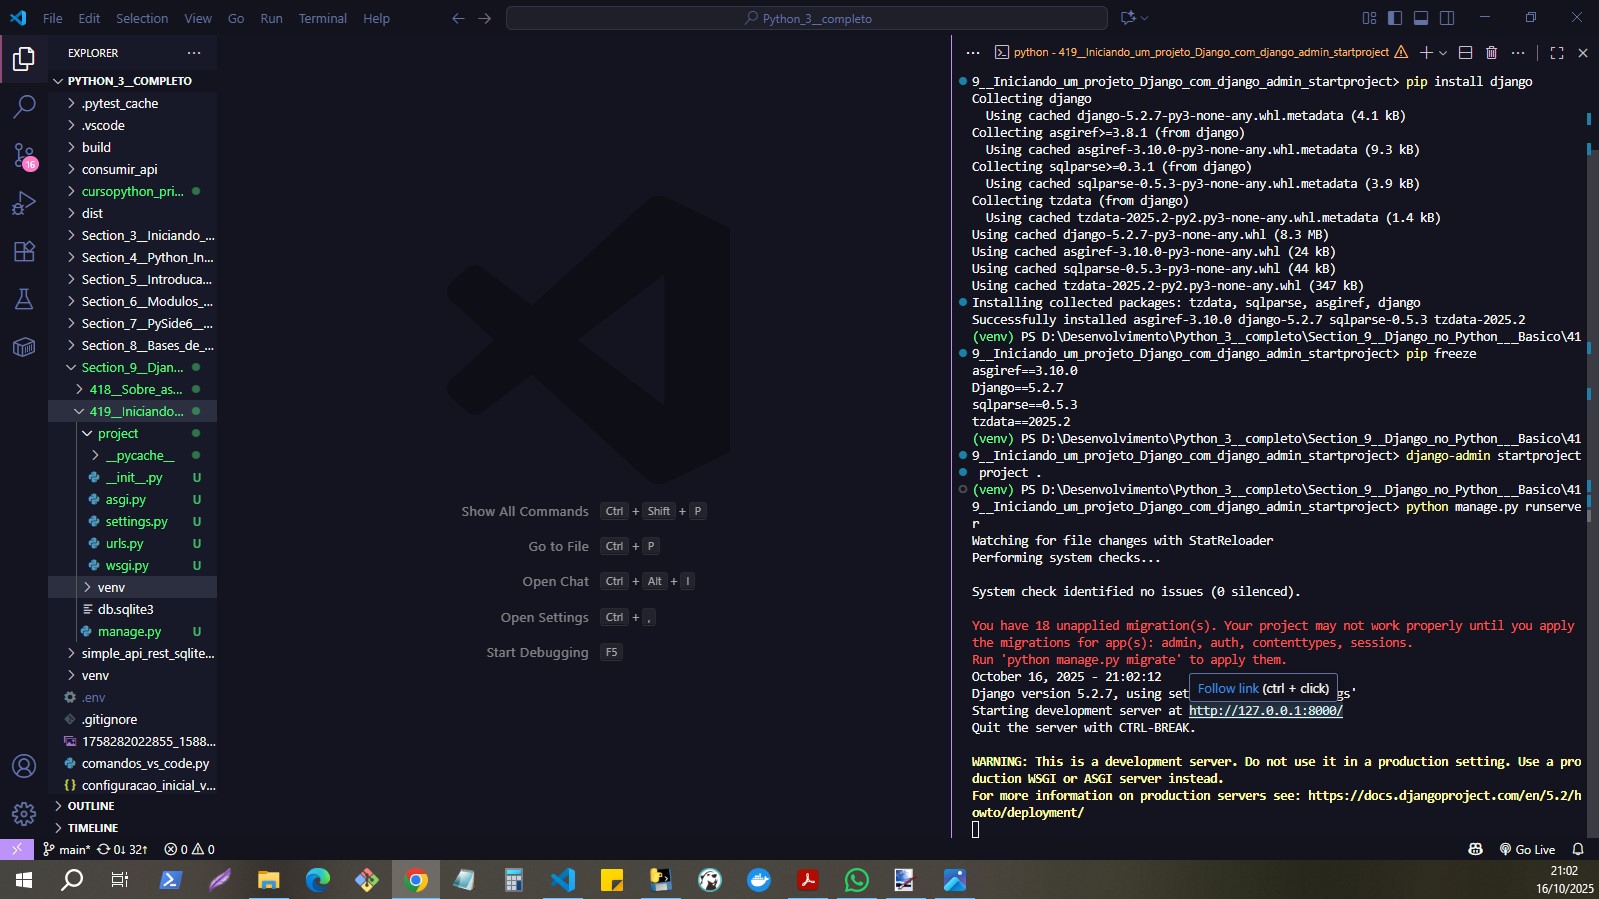 File Edit Selection View Go Run Terminal Help
Python_3__completo
EXPLORER
PYTHON_3__COMPLETO
.pytest_cache
.vscode
build
consumir_api
cursopython_pri...
dist
Section_3__Iniciando_...
Section_4__Python_In...
Section_5__Introduca...
Section_6__Modulos_...
Section_7__PySide6__...
Section_8__Bases_de_...
Section_9__Djan...
418__Sobre_as...
419__Iniciando...
project
__pycache__
__init__.py U
asgi.py U
settings.py U
urls.py U
wsgi.py U
venv
db.sqlite3
manage.py U
simple_api_rest_sqlite...
venv
.env
.gitignore
1758282022855_1588...
comandos_vs_code.py
configuracao_inicial_v...
OUTLINE
TIMELINE
16
Show All Commands Ctrl + Shift + P
Go to File Ctrl + P
Open Chat Ctrl + Alt + I
Open Settings Ctrl + ,
Start Debugging F5
python - 419__Iniciando_um_projeto_Django_com_django_admin_startproject
9__Iniciando_um_projeto_Django_com_django_admin_startproject> pip install django
Collecting django
Using cached django-5.2.7-py3-none-any.whl.metadata (4.1 kB)
Collecting asgiref>=3.8.1 (from django)
Using cached asgiref-3.10.0-py3-none-any.whl.metadata (9.3 kB)
Collecting sqlparse>=0.3.1 (from django)
Using cached sqlparse-0.5.3-py3-none-any.whl.metadata (3.9 kB)
Collecting tzdata (from django)
Using cached tzdata-2025.2-py2.py3-none-any.whl.metadata (1.4 kB)
Using cached django-5.2.7-py3-none-any.whl (8.3 MB)
Using cached asgiref-3.10.0-py3-none-any.whl (24 kB)
Using cached sqlparse-0.5.3-py3-none-any.whl (44 kB)
Using cached tzdata-2025.2-py2.py3-none-any.whl (347 kB)
Installing collected packages: tzdata, sqlparse, asgiref, django
Successfully installed asgiref-3.10.0 django-5.2.7 sqlparse-0.5.3 tzdata-2025.2
(venv) PS D:\Desenvolvimento\Python_3__completo\Section_9__Django_no_Python___Basico\41
9__Iniciando_um_projeto_Django_com_django_admin_startproject> pip freeze
asgiref==3.10.0
Django==5.2.7
sqlparse==0.5.3
tzdata==2025.2
(venv) PS D:\Desenvolvimento\Python_3__completo\Section_9__Django_no_Python___Basico\41
9__Iniciando_um_projeto_Django_com_django_admin_startproject> django-admin startproject
project .
(venv) PS D:\Desenvolvimento\Python_3__completo\Section_9__Django_no_Python___Basico\41
9__Iniciando_um_projeto_Django_com_django_admin_startproject> python manage.py runserve
r
Watching for file changes with StatReloader
Performing system checks...
System check identified no issues (0 silenced).
You have 18 unapplied migration(s). Your project may not work properly until you apply
the migrations for app(s): admin, auth, contenttypes, sessions.
Run 'python manage.py migrate' to apply them.
October 16, 2025 - 21:02:12
Follow link (ctrl + click)
Django version 5.2.7, using set gs'
Starting development server at http://127.0.0.1:8000/
Quit the server with CTRL-BREAK.
WARNING: This is a development server. Do not use it in a production setting. Use a pro
duction WSGI or ASGI server instead.
For more information on production servers see: https://docs.djangoproject.com/en/5.2/h
owto/deployment/
main* 0↓ 32↑ 0 0 Go Live
21:02
16/10/2025